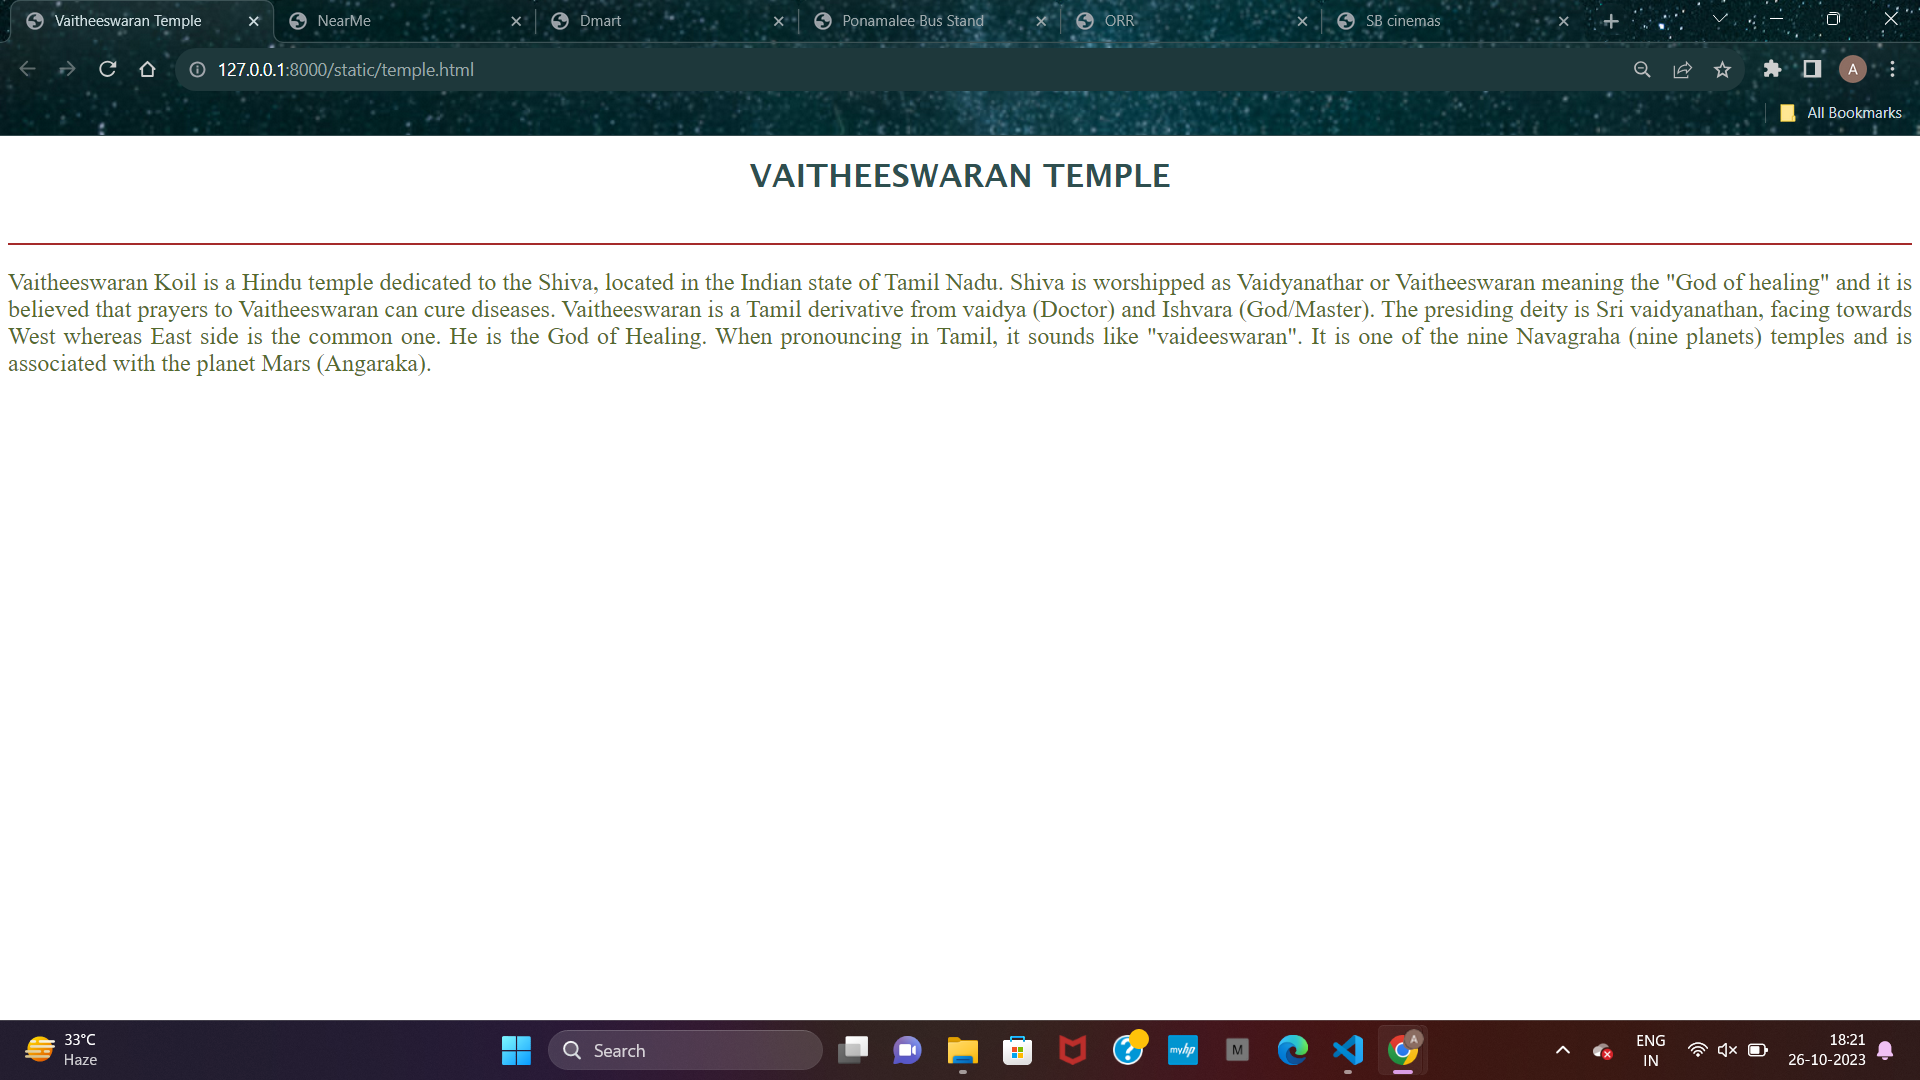 Vaitheeswaran Temple
NearMe
Dmart
Ponamalee Bus Stand
ORR
SB cinemas
127.0.0.1:8000/static/temple.html
A
All Bookmarks
VAITHEESWARAN TEMPLE
Vaitheeswaran Koil is a Hindu temple dedicated to the Shiva, located in the Indian state of Tamil Nadu. Shiva is worshipped as Vaidyanathar or Vaitheeswaran meaning the "God of healing" and it is
believed that prayers to Vaitheeswaran can cure diseases. Vaitheeswaran is a Tamil derivative from vaidya (Doctor) and Ishvara (God/Master). The presiding deity is Sri vaidyanathan, facing towards
West whereas East side is the common one. He is the God of Healing. When pronouncing in Tamil, it sounds like "vaideeswaran". It is one of the nine Navagraha (nine planets) temples and is
associated with the planet Mars (Angaraka).
33°C
Haze
Search
myhp
M
A
ENG
IN
18:21
26-10-2023